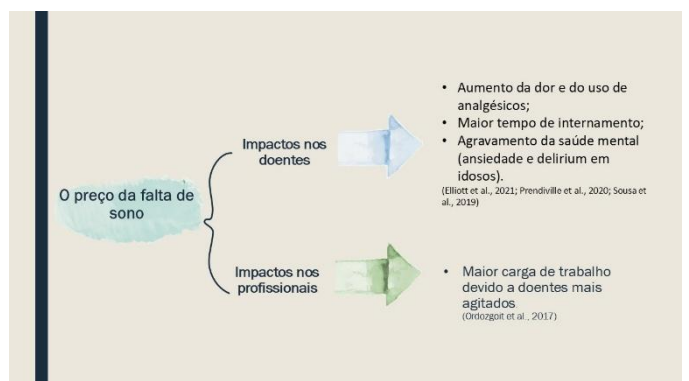 O preço da falta de
sono
Impactos nos
doentes
• Aumento da dor e do uso de
analgésicos;
• Maior tempo de internamento;
• Agravamento da saúde mental
(ansiedade e delirium em
idosos).
(Elliott et al., 2021; Prendiville et al., 2020; Sousa et
al., 2019)
Impactos nos
profissionais
• Maior carga de trabalho
devido a doentes mais
agitados
(Ordozgoit et al., 2017)